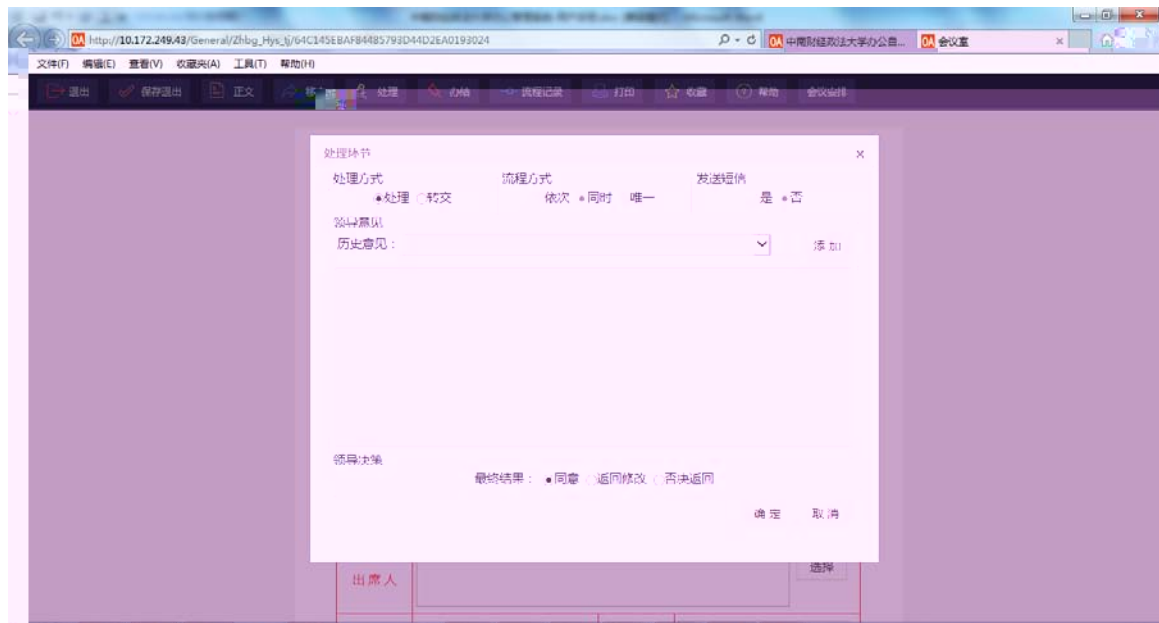 http://10.172.249.43/General/Zhbg_Hys_tj/64C145EBAF84485793D44D2EA0193024
中南财经政法大学办公自...
会议室
文件(F) 编辑(E) 查看(V) 收藏夹(A) 工具(T) 帮助(H)
退出 保存退出 正文 处理 办结 流程记录 打印 收藏 帮助 会议安排
处理环节
处理方式 流程方式 发送短信
处理 转交 依次 同时 唯一 是 否
领导意见
历史意见： 添加
领导决策
最终结果： 同意 返回修改 否决返回
确定 取消
选择
出席人